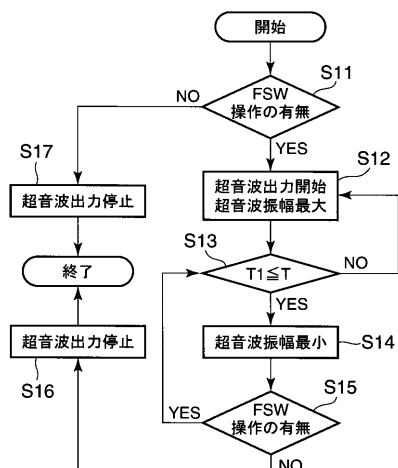 開始
S11
FSW
操作の有無
NO
YES
S17
S12
超音波出力停止
超音波出力開始
超音波振幅最大
S13
終了
T1≦T
NO
YES
超音波出力停止
超音波振幅最小
S14
S16
S15
YES
FSW
操作の有無
NO